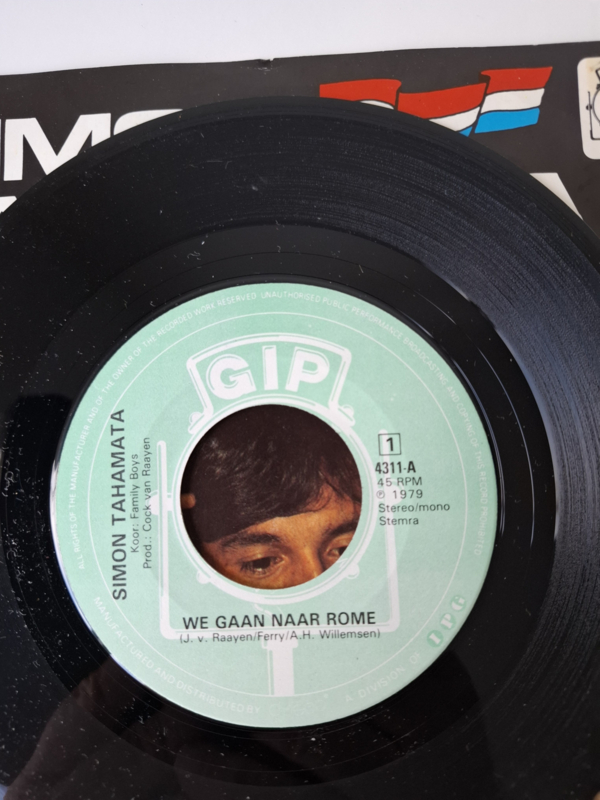 GIP
SIMON TAHAMATA
Koor: Family Boys
Prod.: Cock van Raayen
1
4311-A
45 RPM
℗ 1979
Stereo/mono
Stemra
WE GAAN NAAR ROME
(J. v. Raayen/Ferry/A.H. Willemsen)
ALL RIGHTS OF THE MANUFACTURER AND OF THE OWNER OF THE RECORDED WORK RESERVED UNAUTHORISED PUBLIC PERFORMANCE BROADCASTING AND COPYING OF THIS RECORD
MANUFACTURED AND DISTRIBUTED BY
A DIVISION OF
IPG